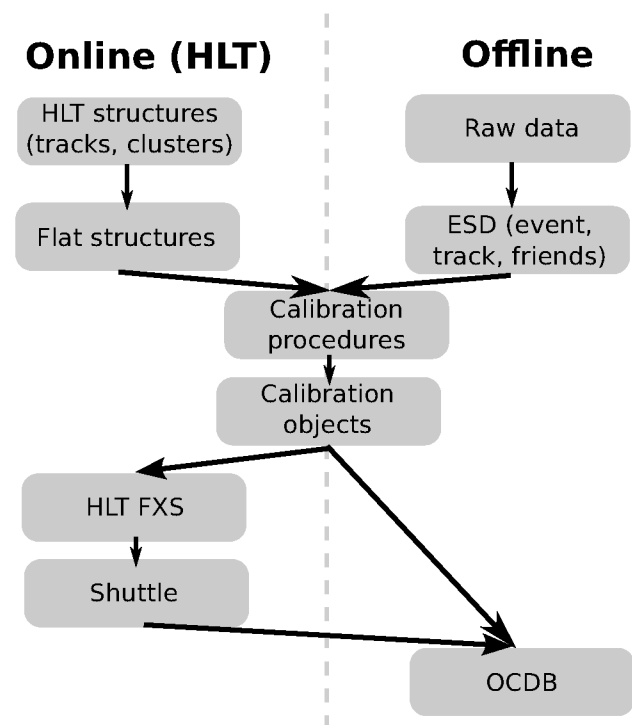 Online (HLT)
Offline
HLT structures
(tracks, clusters)
Raw data
Flat structures
ESD (event,
track, friends)
Calibration
procedures
Calibration
objects
HLT FXS
Shuttle
OCDB